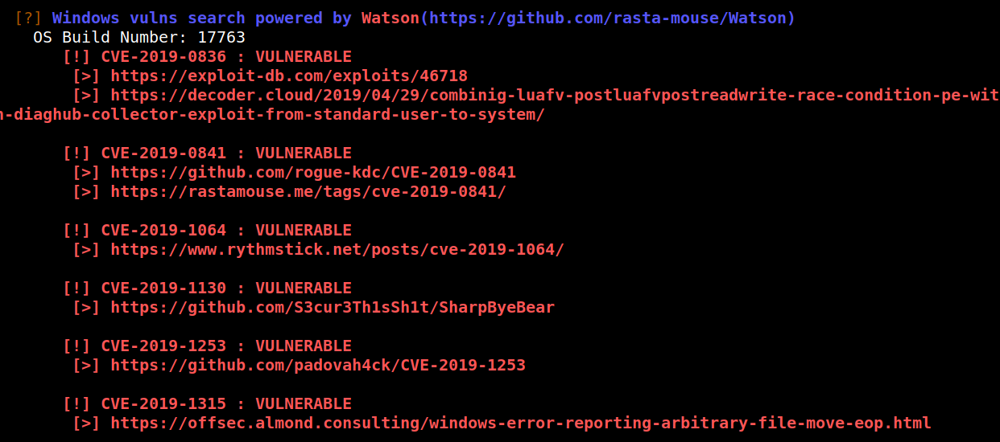 [?] Windows vulns search powered by Watson(https://github.com/rasta-mouse/Watson)
OS Build Number: 17763
[!] CVE-2019-0836 : VULNERABLE
[>] https://exploit-db.com/exploits/46718
[>] https://decoder.cloud/2019/04/29/combinig-luafv-postluafvpostreadwrite-race-condition-pe-wit
h-diaghub-collector-exploit-from-standard-user-to-system/
[!] CVE-2019-0841 : VULNERABLE
[>] https://github.com/rogue-kdc/CVE-2019-0841
[>] https://rastamouse.me/tags/cve-2019-0841/
[!] CVE-2019-1064 : VULNERABLE
[>] https://www.rythmstick.net/posts/cve-2019-1064/
[!] CVE-2019-1130 : VULNERABLE
[>] https://github.com/S3cur3Th1sSh1t/SharpByeBear
[!] CVE-2019-1253 : VULNERABLE
[>] https://github.com/padovah4ck/CVE-2019-1253
[!] CVE-2019-1315 : VULNERABLE
[>] https://offsec.almond.consulting/windows-error-reporting-arbitrary-file-move-eop.html